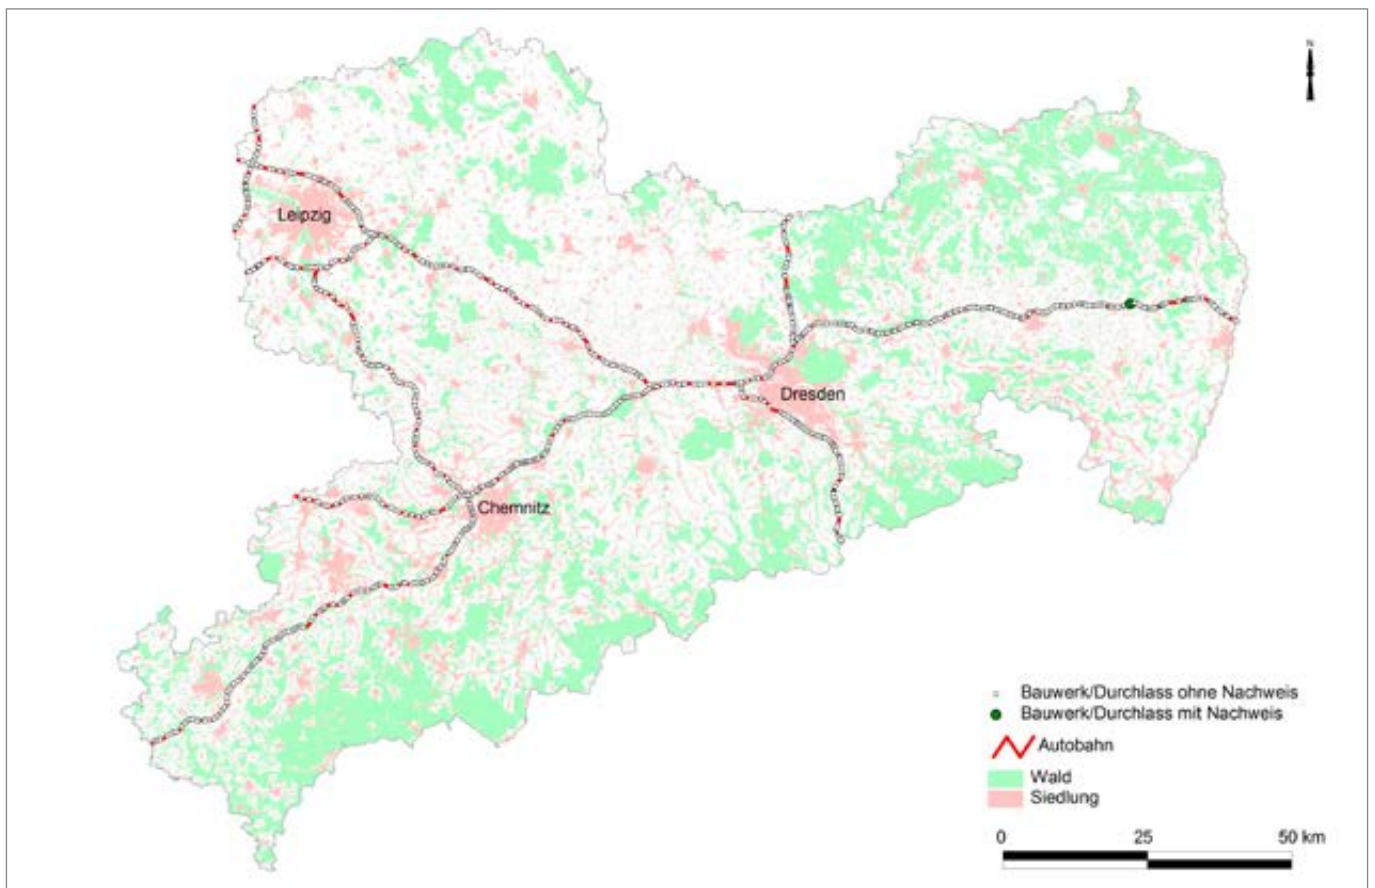 N
Leipzig
Dresden
Chemnitz
Bauwerk/Durchlass ohne Nachweis
Bauwerk/Durchlass mit Nachweis
Autobahn
Wald
Siedlung
0 25 50 km